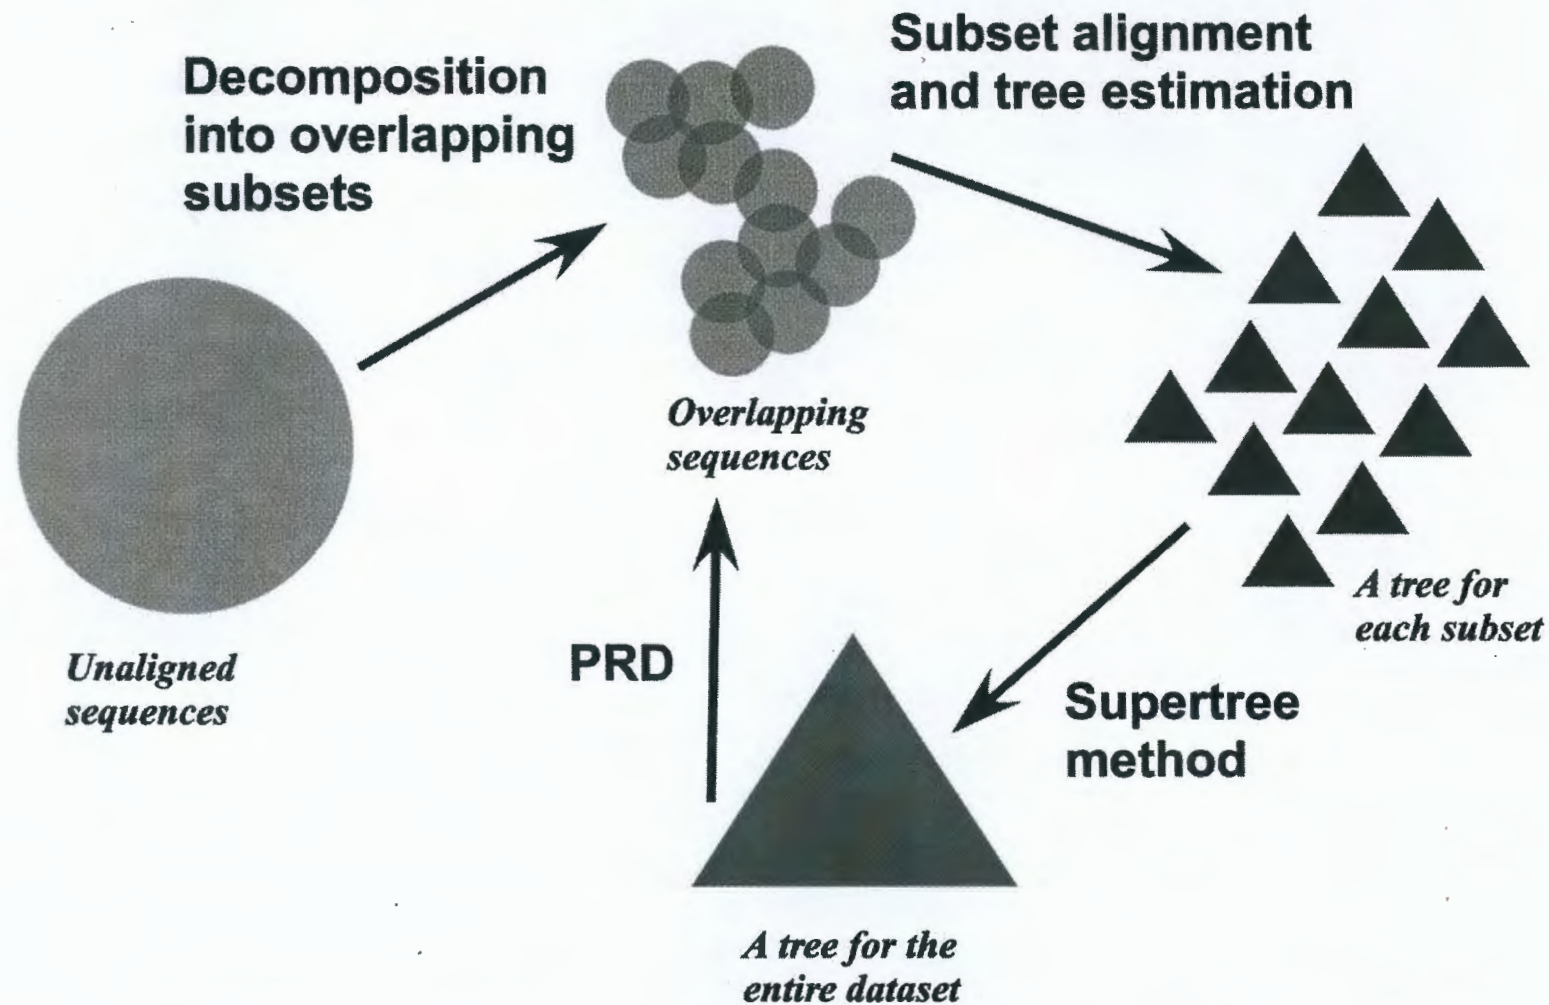 Decomposition
into overlapping
subsets
Subset alignment
and tree estimation
Overlapping
sequences
Unaligned
sequences
PRD
A tree for
each subset
Supertree
method
A tree for the
entire dataset